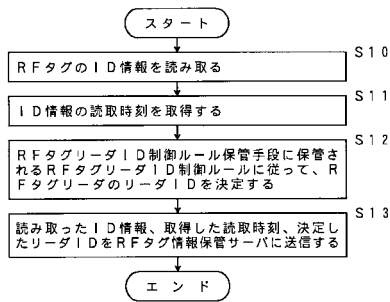 スタート
S10
RFタグのID情報を読み取る
S11
ID情報の読取時刻を取得する
S12
RFタグリーダID制御ルール保管手段に保管さ
れるRFタグリーダID制御ルールに従って、R
FタグリーダのリーダIDを決定する
S13
読み取ったID情報、取得した読取時刻、決定し
たリーダIDをRFタグ情報保管サーバに送信する
エンド